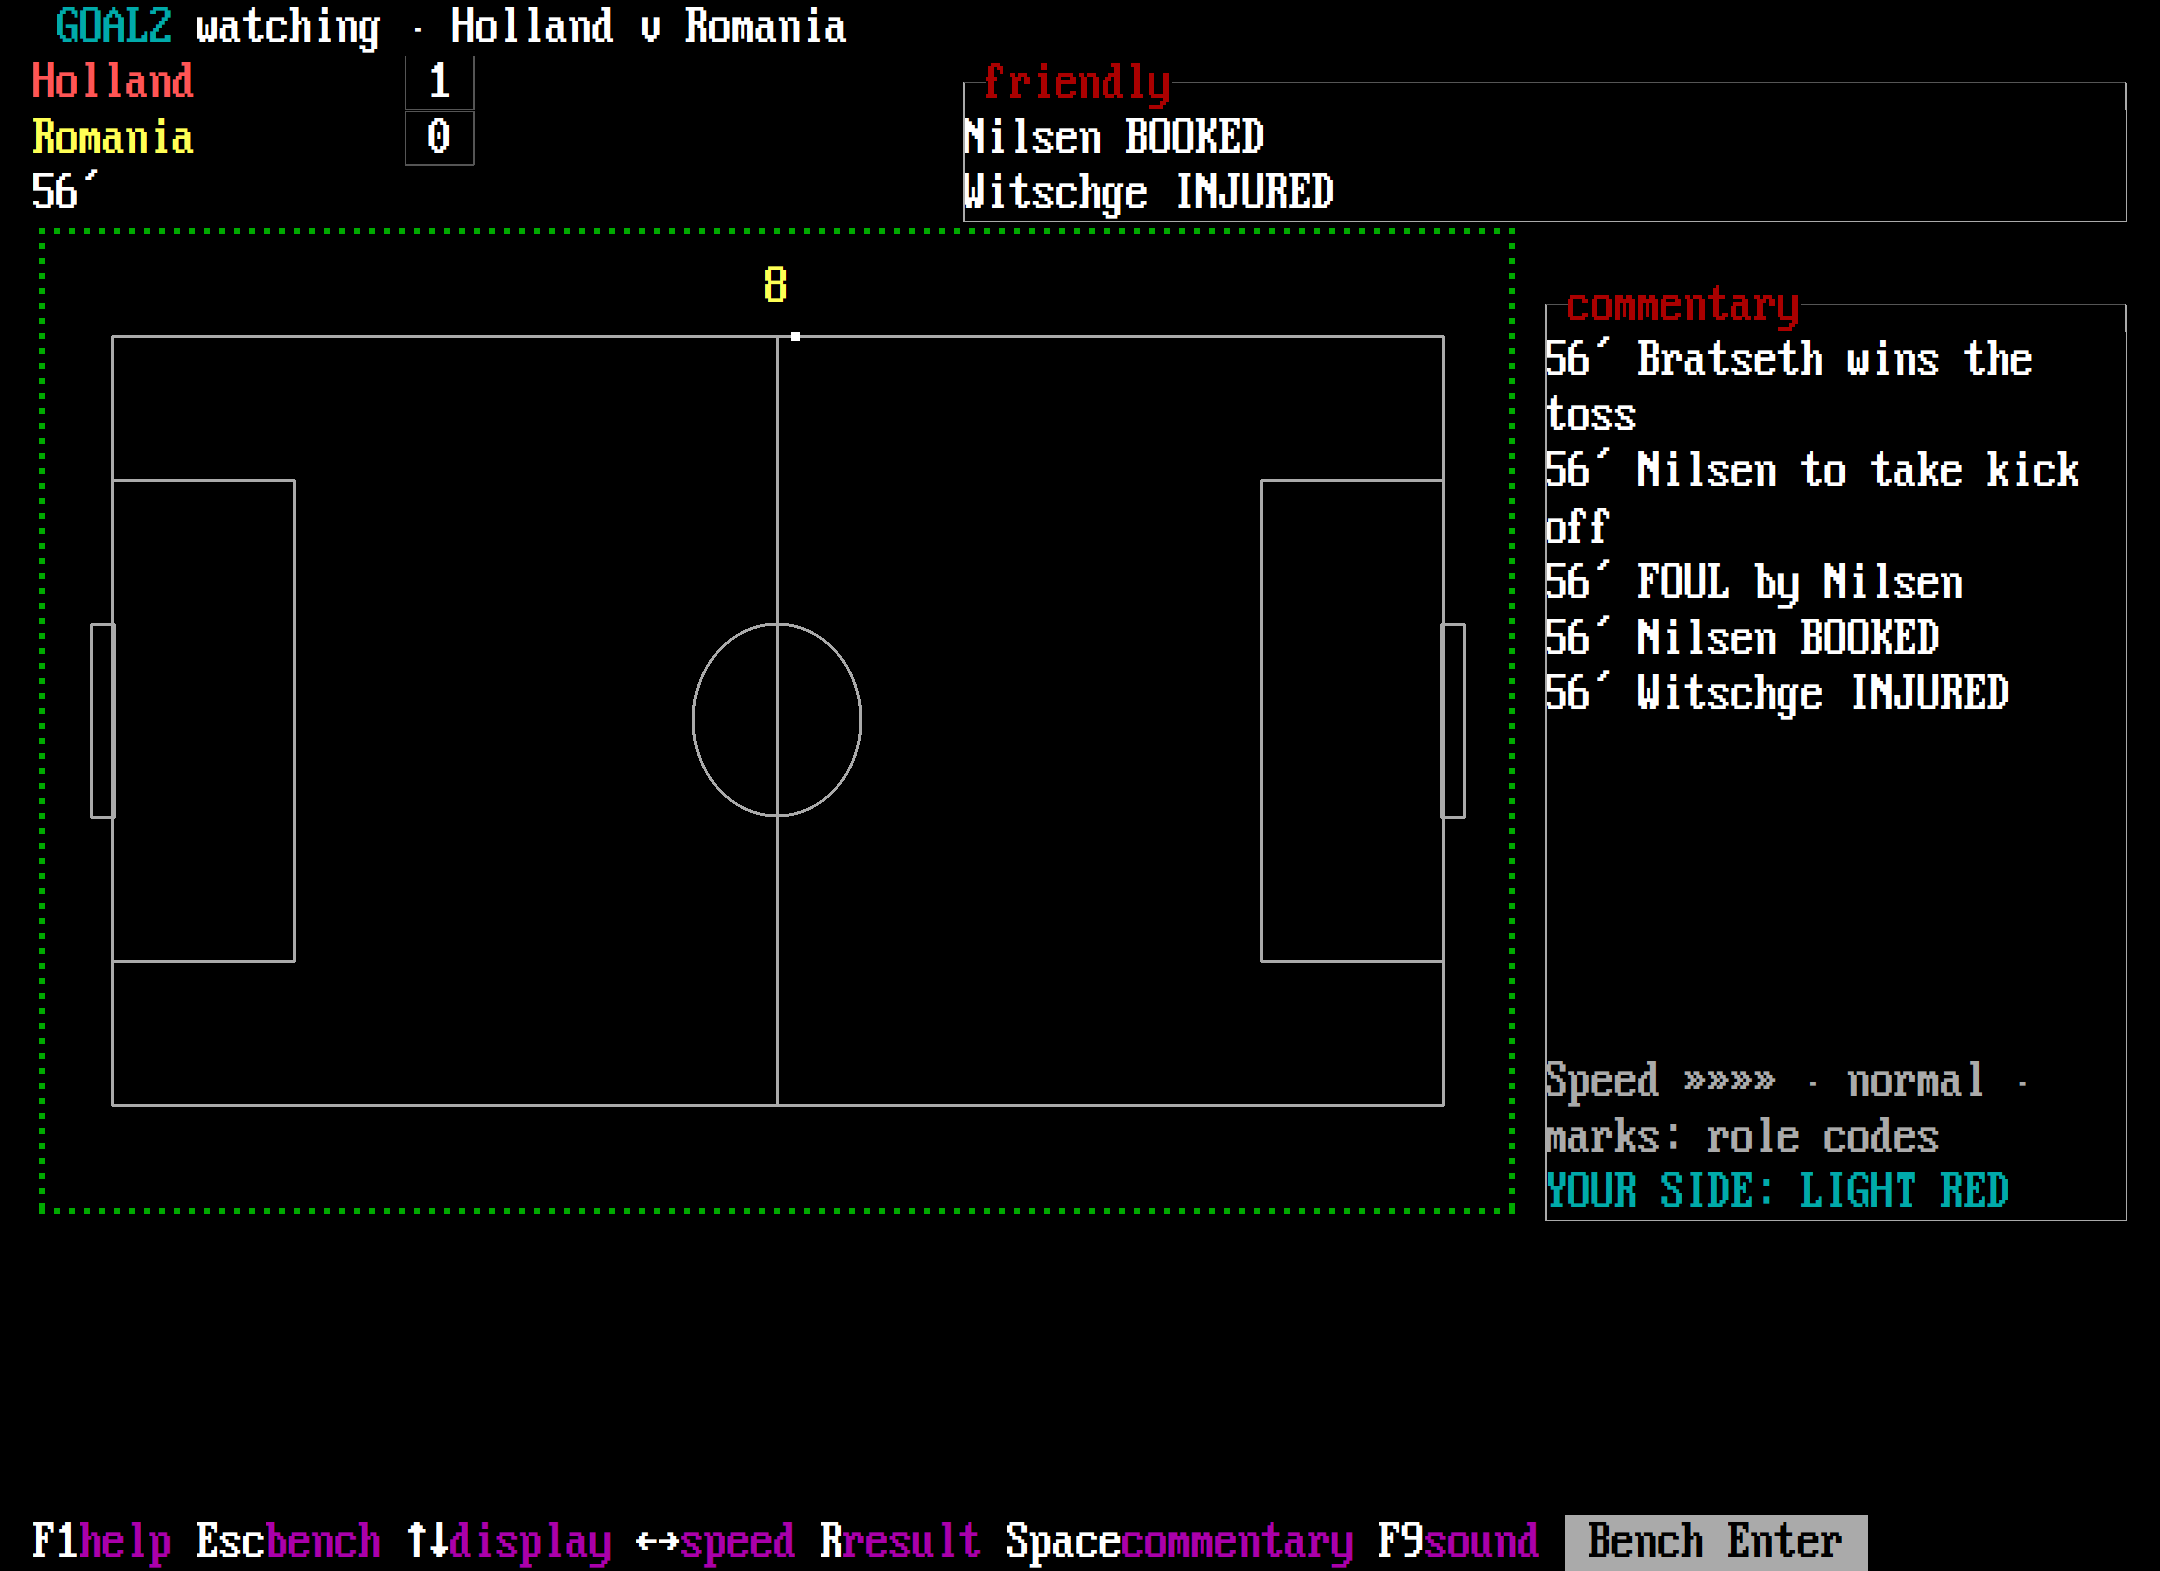 GOAL2 watching · Holland v Romania
Holland 1
friendly
Romania 0
Nilsen BOOKED
56´
Witschge INJURED
8
commentary
56´ Bratseth wins the
toss
56´ Nilsen to take kick
off
56´ FOUL by Nilsen
56´ Nilsen BOOKED
56´ Witschge INJURED
Speed »»»» · normal ·
marks: role codes
YOUR SIDE: LIGHT RED
F1help Escbench ↑↓display ↔speed Rresult Spacecommentary F9sound Bench Enter